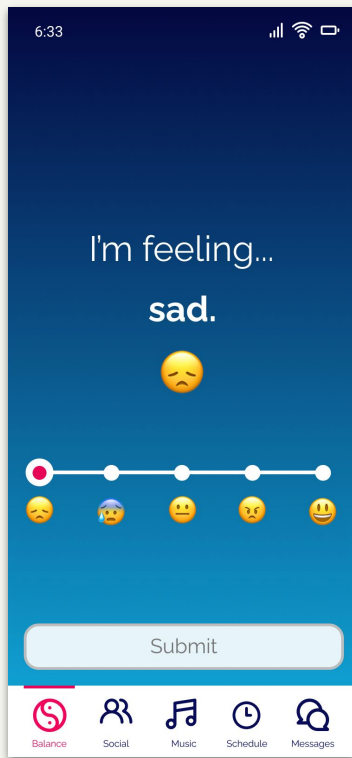 6:33
I'm feeling...
sad.
Submit
Balance Social Music Schedule Messages